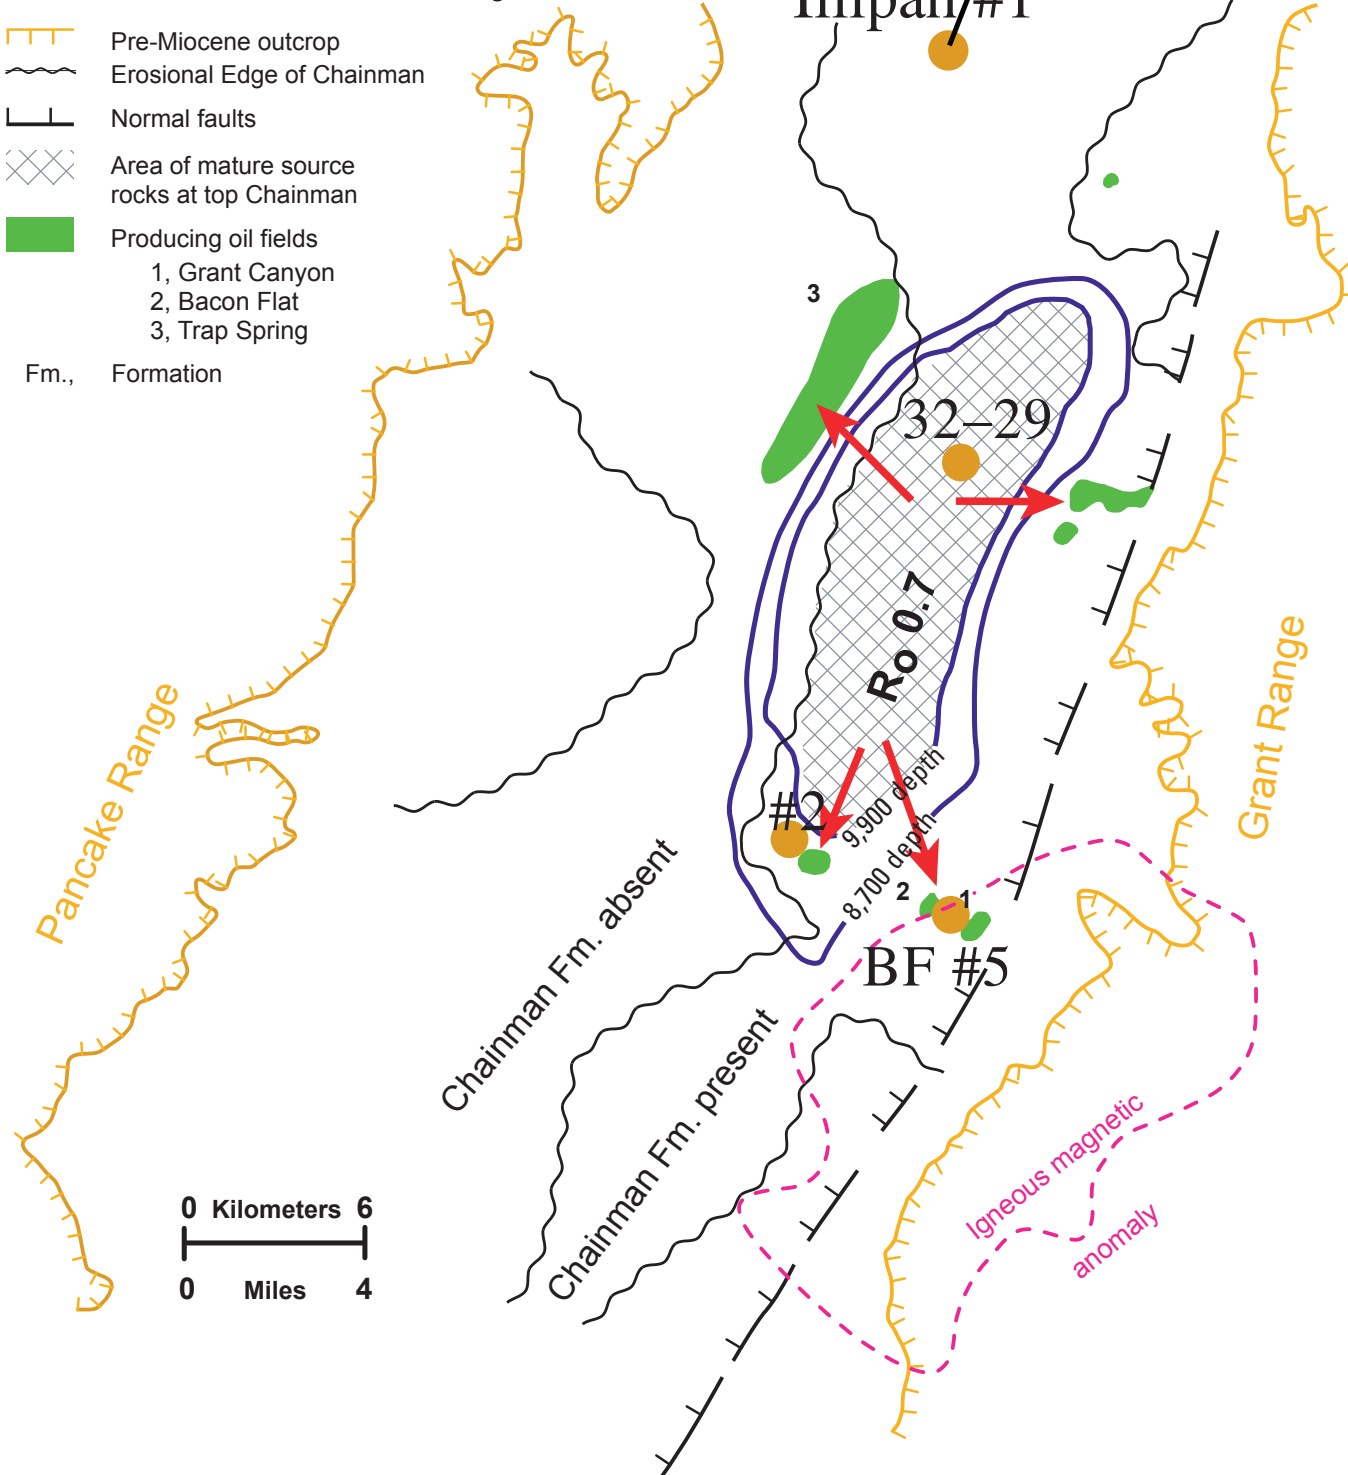 Pre-Miocene outcrop
Erosional Edge of Chainman
Normal faults
Area of mature source
rocks at top Chainman
Producing oil fields
1, Grant Canyon
2, Bacon Flat
3, Trap Spring
Fm., Formation
#1
3
32–29
Ro 0.7
Pancake Range
Grant Range
#2
9,900 depth
8,700 depth
2
1
BF #5
Chainman Fm. absent
Chainman Fm. present
Igneous magnetic
anomaly
0 Kilometers 6
0 Miles 4